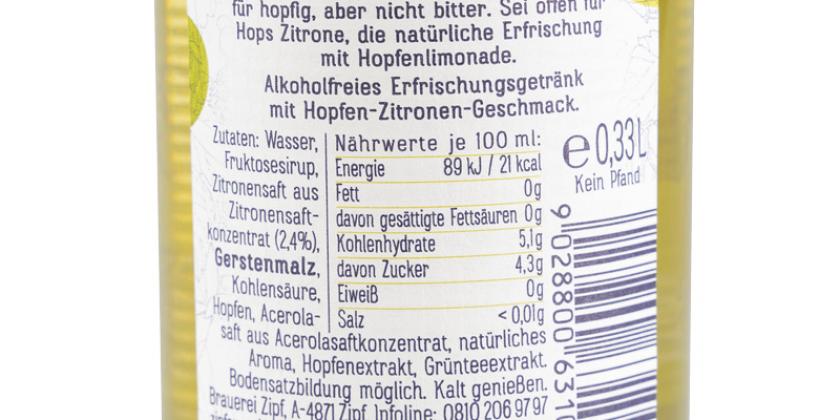 für hopfig, aber nicht bitter. Sei offen für
Hops Zitrone, die natürliche Erfrischung
mit Hopfenlimonade.
Alkoholfreies Erfrischungsgetränk
mit Hopfen-Zitronen-Geschmack.
Zutaten: Wasser,
Fruktosesirup,
Zitronensaft aus
Zitronensaft-
konzentrat (2,4%),
Gerstenmalz,
Kohlensäure,
Hopfen, Acerola-
saft aus Acerolasaftkonzentrat, natürliches
Aroma, Hopfenextrakt, Grünteeextrakt.
Bodensatzbildung möglich. Kalt genießen.
Brauerei Zipf, A-4871 Zipf. Infoline: 0810 206 97 97
Nährwerte je 100 ml:
Energie 89 kJ / 21 kcal
Fett 0g
davon gesättigte Fettsäuren 0g
Kohlenhydrate 5,1g
davon Zucker 4,3g
Eiweiß 0g
Salz < 0,01g
e 0,33L
Kein Pfand
9 028800 631